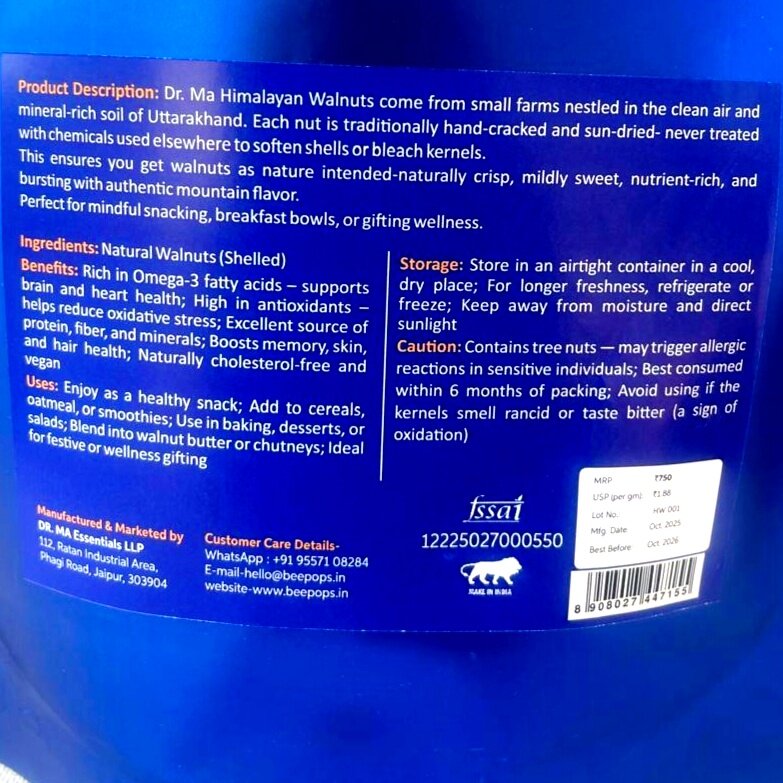 Product Description: Dr. Ma Himalayan Walnuts come from small farms nestled in the clean air and
mineral-rich soil of Uttarakhand. Each nut is traditionally hand-cracked and sun-dried- never treated
with chemicals used elsewhere to soften shells or bleach kernels.
This ensures you get walnuts as nature intended-naturally crisp, mildly sweet, nutrient-rich, and
bursting with authentic mountain flavor.
Perfect for mindful snacking, breakfast bowls, or gifting wellness.
Ingredients: Natural Walnuts (Shelled)
Benefits: Rich in Omega-3 fatty acids – supports
brain and heart health; High in antioxidants –
helps reduce oxidative stress; Excellent source of
protein, fiber, and minerals; Boosts memory, skin,
and hair health; Naturally cholesterol-free and
vegan
Uses: Enjoy as a healthy snack; Add to cereals,
oatmeal, or smoothies; Use in baking, desserts, or
salads; Blend into walnut butter or chutneys; Ideal
for festive or wellness gifting
Storage: Store in an airtight container in a cool,
dry place; For longer freshness, refrigerate or
freeze; Keep away from moisture and direct
sunlight
Caution: Contains tree nuts — may trigger allergic
reactions in sensitive individuals; Best consumed
within 6 months of packing; Avoid using if the
kernels smell rancid or taste bitter (a sign of
oxidation)
Manufactured & Marketed by
DR. MA Essentials LLP
112, Ratan Industrial Area,
Phagi Road, Jaipur, 303904
Customer Care Details-
WhatsApp : +91 95571 08284
E-mail-hello@beepops.in
website-www.beepops.in
fssai
12225027000550
MAKE IN INDIA
MRP ₹750
USP (per gm): ₹1.88
Lot No.: HW 001
Mfg. Date: Oct. 2025
Best Before: Oct. 2026
8 908027 447155